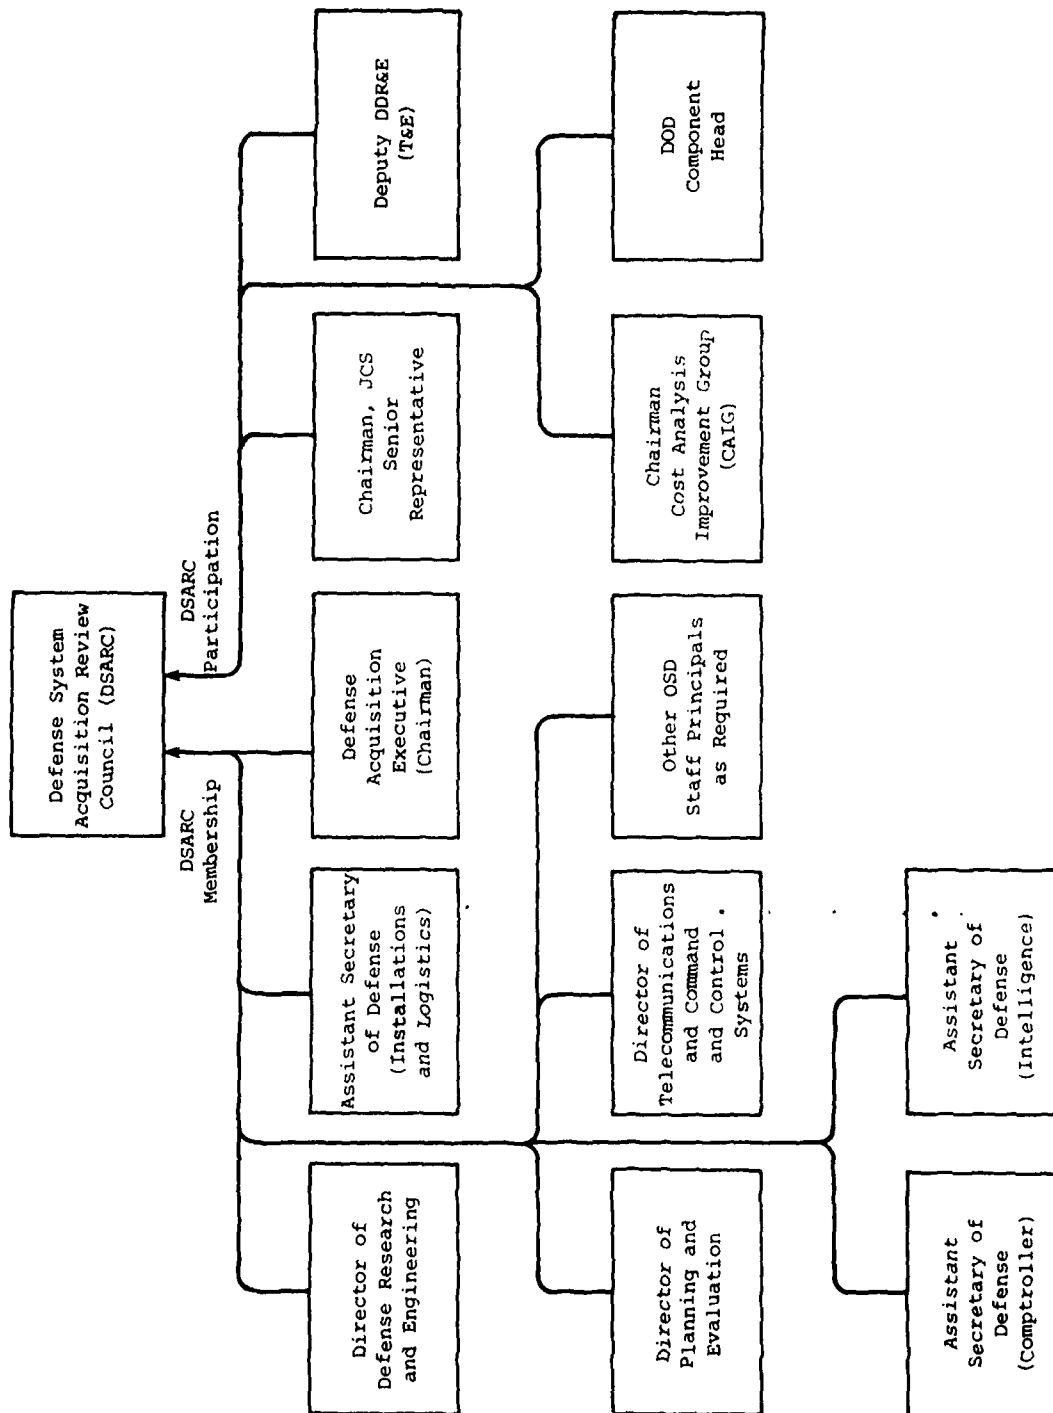 Defense System
Acquisition Review
Council (DSARC)
DSARC
Membership
DSARC
Participation
Director of
Defense Research
and Engineering
Assistant Secretary
of Defense
(Installations
and Logistics)
Defense
Acquisition
Executive
(Chairman)
Chairman, JCS
Senior
Representative
Deputy DDR&E
(T&E)
Director of
Planning and
Evaluation
Director of
Telecommunications
and Command
and Control
Systems
Other OSD
Staff Principals
as Required
Chairman
Cost Analysis
Improvement Group
(CAIG)
DOD
Component
Head
Assistant
Secretary of
Defense
(Comptroller)
Assistant
Secretary of
Defense
(Intelligence)